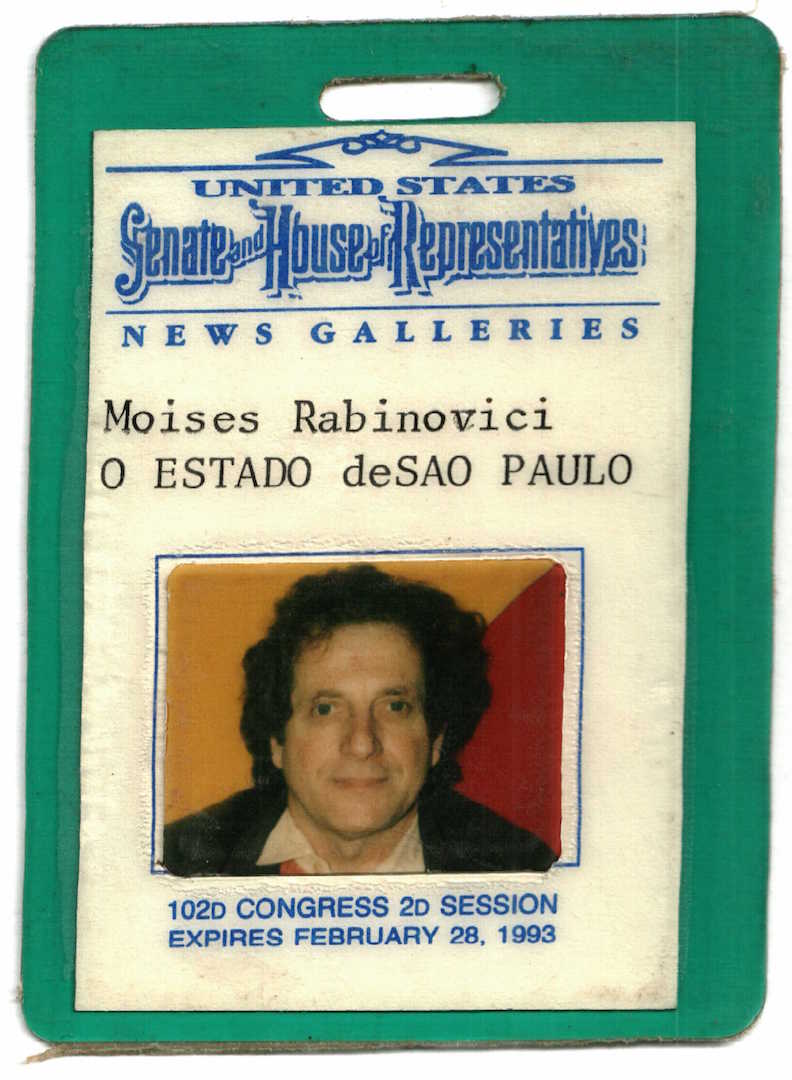 UNITED STATES
Senate and House of Representatives
NEWS GALLERIES
Moises Rabinovici
O ESTADO deSAO PAULO
102D CONGRESS 2D SESSION
EXPIRES FEBRUARY 28, 1993